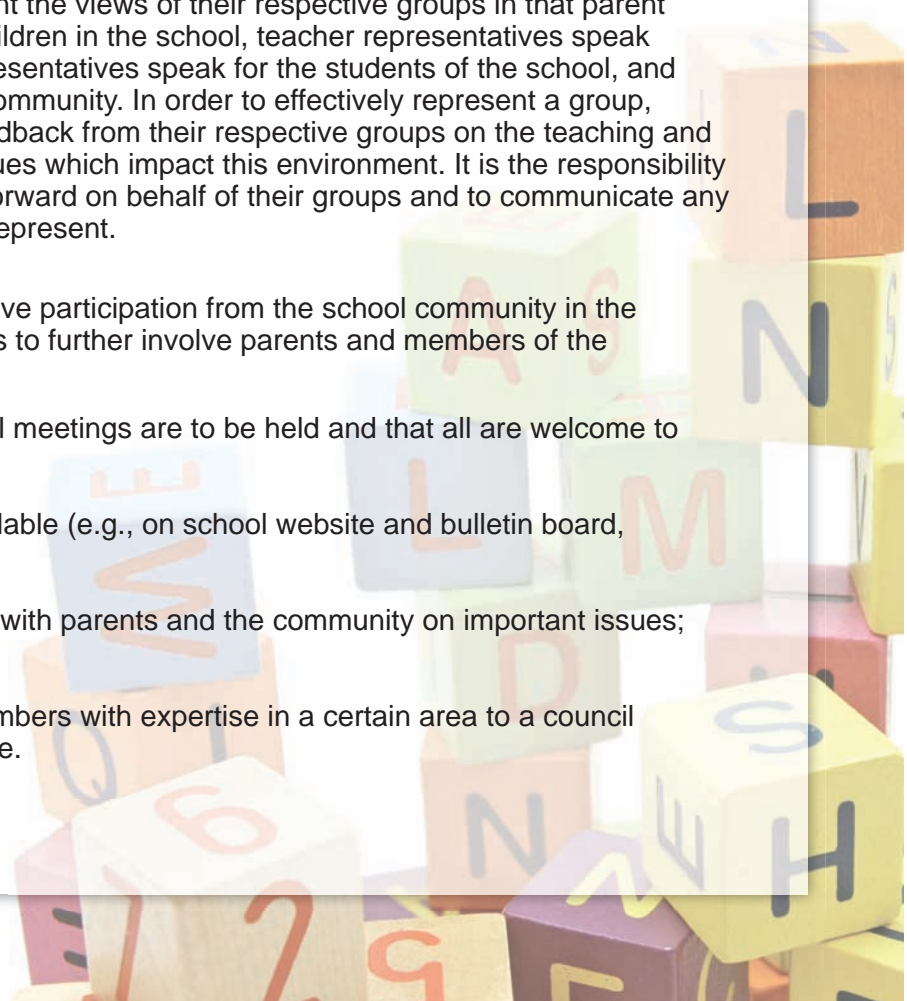 nt the views of their respective groups in that parent
ildren in the school, teacher representatives speak
esentatives speak for the students of the school, and
ommunity. In order to effectively represent a group,
dback from their respective groups on the teaching and
ues which impact this environment. It is the responsibility
orward on behalf of their groups and to communicate any
epresent.
ve participation from the school community in the
s to further involve parents and members of the
l meetings are to be held and that all are welcome to
lable (e.g., on school website and bulletin board,
with parents and the community on important issues;
mbers with expertise in a certain area to a council
e.
L
A
N
L
M
E
W
D
Q
S
N
E
H
6
2
5